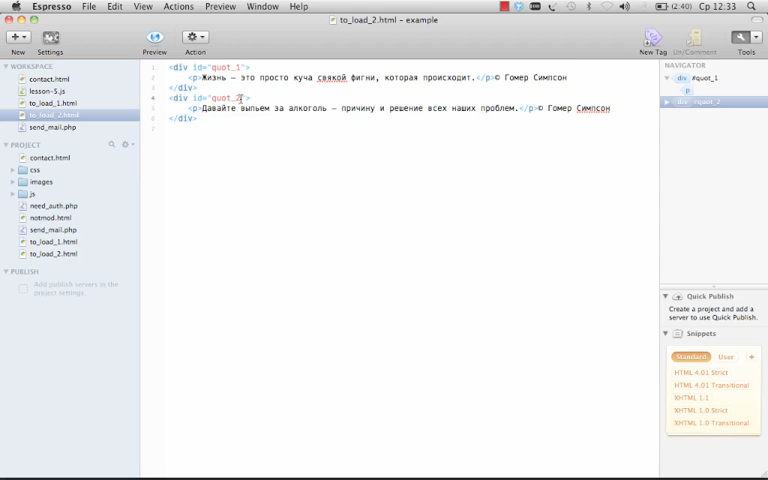 Espresso File Edit View Actions Preview Window Help (2:40) Ср 12:33
to_load_2.html - example
New Settings Preview Action New Tag Un/Comment Tools
WORKSPACE
contact.html
lesson-5.js
to_load_1.html
to_load_2.html
send_mail.php
PROJECT
contact.html
css
images
js
need_auth.php
notmod.html
send_mail.php
to_load_1.html
to_load_2.html
PUBLISH
Add publish servers in the
project settings.
1 <div id="quot_1">
2 <p>Жизнь — это просто куча свякой фигни, которая происходит.</p>© Гомер Симпсон
3 </div>
4 <div id="quot_2">
5 <p>Давайте выпьем за алкоголь — причину и решение всех наших проблем.</p>© Гомер Симпсон
6 </div>
7
NAVIGATOR
div #quot_1
p
div #quot_2
Quick Publish
Create a project and add a
server to use Quick Publish.
Snippets
Standard User +
HTML 4.01 Strict
HTML 4.01 Transitional
XHTML 1.1
XHTML 1.0 Strict
XHTML 1.0 Transitional